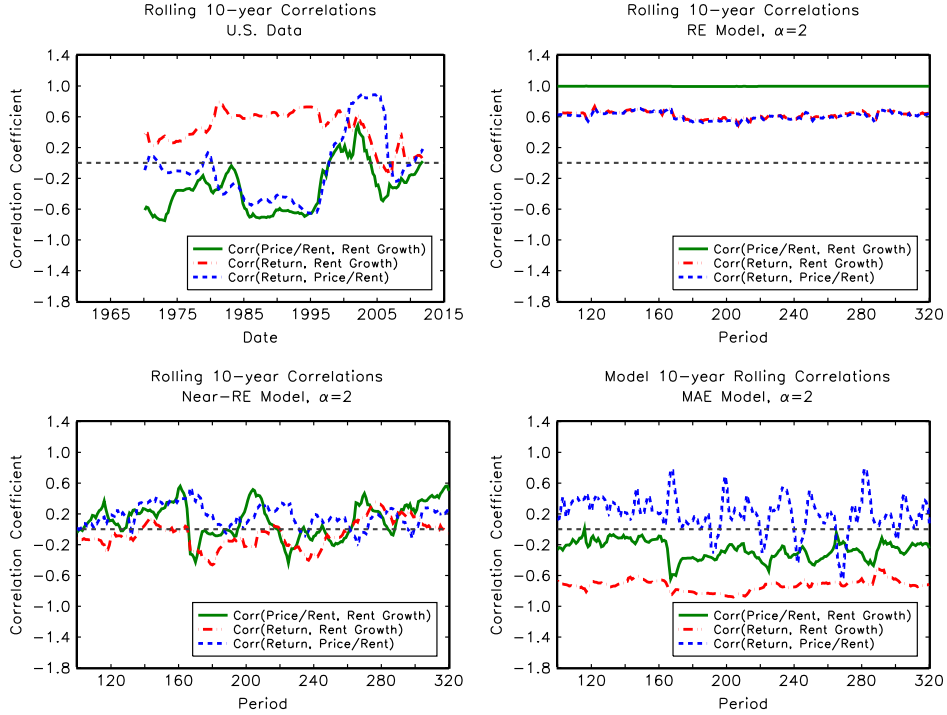 Rolling 10-year Correlations
U.S. Data
Correlation Coefficient
1.4
1.0
0.6
0.2
-0.2
-0.6
-1.0
-1.4
-1.8
Corr(Price/Rent, Rent Growth)
Corr(Return, Rent Growth)
Corr(Return, Price/Rent)
1965 1975 1985 1995 2005 2015
Date
Rolling 10-year Correlations
RE Model, α=2
Correlation Coefficient
1.4
1.0
0.6
0.2
-0.2
-0.6
-1.0
-1.4
-1.8
Corr(Price/Rent, Rent Growth)
Corr(Return, Rent Growth)
Corr(Return, Price/Rent)
120 160 200 240 280 320
Period
Rolling 10-year Correlations
Near-RE Model, α=2
Correlation Coefficient
1.4
1.0
0.6
0.2
-0.2
-0.6
-1.0
-1.4
-1.8
Corr(Price/Rent, Rent Growth)
Corr(Return, Rent Growth)
Corr(Return, Price/Rent)
120 160 200 240 280 320
Period
Model 10-year Rolling Correlations
MAE Model, α=2
Correlation Coefficient
1.4
1.0
0.6
0.2
-0.2
-0.6
-1.0
-1.4
-1.8
Corr(Price/Rent, Rent Growth)
Corr(Return, Rent Growth)
Corr(Return, Price/Rent)
120 160 200 240 280 320
Period